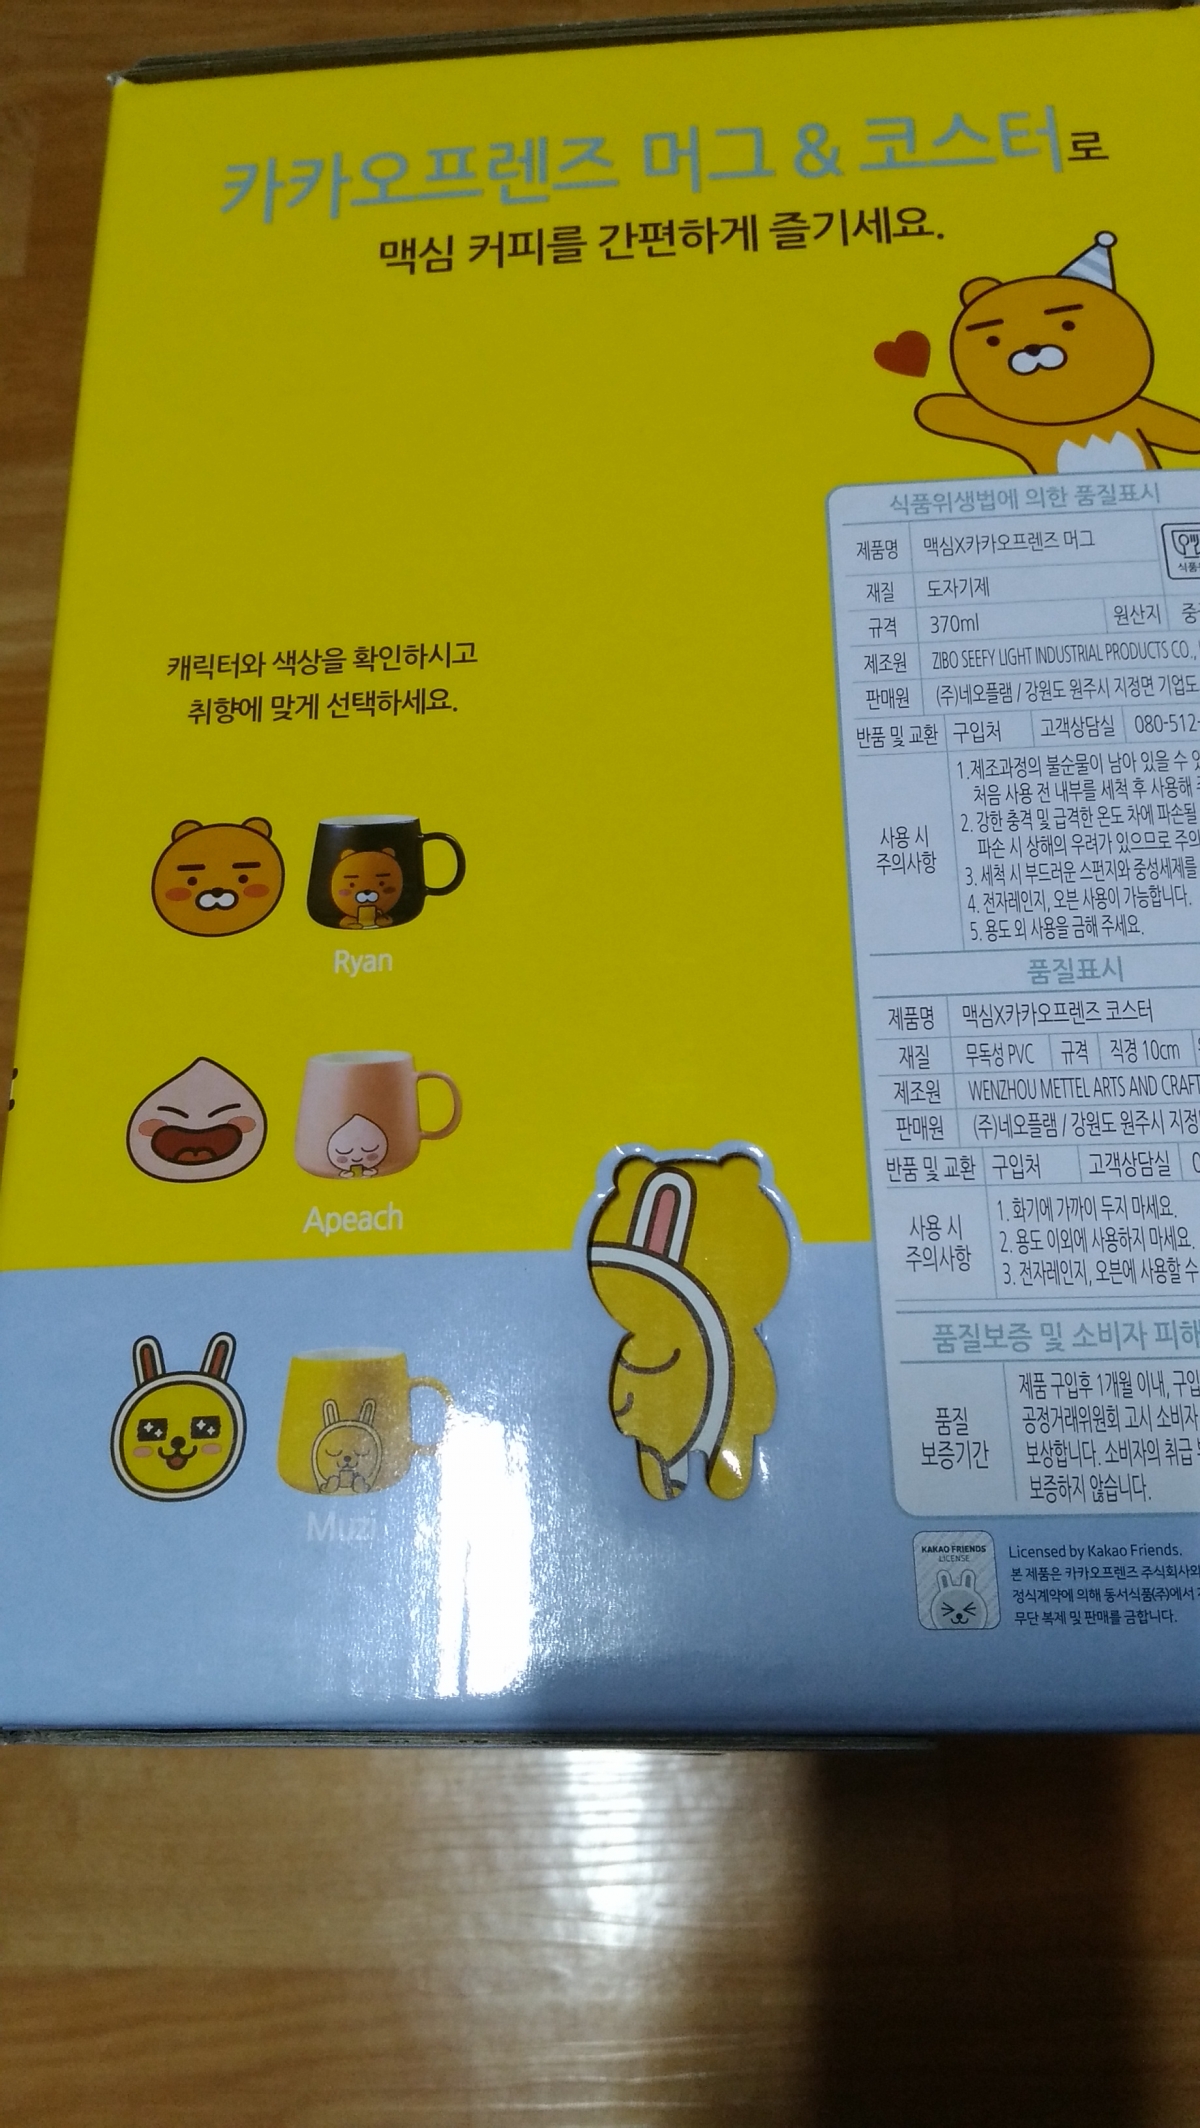 카카오프렌즈 머그 & 코스터로
맥심 커피를 간편하게 즐기세요.
캐릭터와 색상을 확인하시고
취향에 맞게 선택하세요.
Ryan
Apeach
Muzi
식품위생법에 의한 품질표시
제품명 맥심X카카오프렌즈 머그
재질 도자기제
규격 370ml 원산지
제조원 ZIBO SEEFY LIGHT INDUSTRIAL PRODUCTS CO.,
판매원 (주)네오플램 / 강원도 원주시 지정면 기업도
반품 및 교환 구입처 고객상담실 080-512-
사용 시
주의사항
1.제조과정의 불순물이 남아 있을 수
처음 사용 전 내부를 세척 후 사용해
2. 강한 충격 및 급격한 온도 차에 파손될
파손 시 상해의 우려가 있으므로 주의
3. 세척 시 부드러운 스펀지와 중성세제를
4. 전자레인지, 오븐 사용이 가능합니다.
5. 용도 외 사용을 금해 주세요.
품질표시
제품명 맥심X카카오프렌즈 코스터
재질 무독성 PVC 규격 직경 10cm
제조원 WENZHOU METTEL ARTS AND CRAFT
판매원 (주)네오플램 / 강원도 원주시 지정
반품 및 교환 구입처 고객상담실 0
사용 시
주의사항
1. 화기에 가까이 두지 마세요.
2. 용도 이외에 사용하지 마세요.
3. 전자레인지, 오븐에 사용할 수
품질보증 및 소비자 피해
품질
보증기간
제품 구입후 1개월 이내, 구입
공정거래위원회 고시 소비자
보상합니다. 소비자의 취급
보증하지 않습니다.
KAKAO FRIENDS
LICENSE
Licensed by Kakao Friends.
본 제품은 카카오프렌즈 주식회사와
정식계약에 의해 동서식품(주)에서
무단 복제 및 판매를 금합니다.